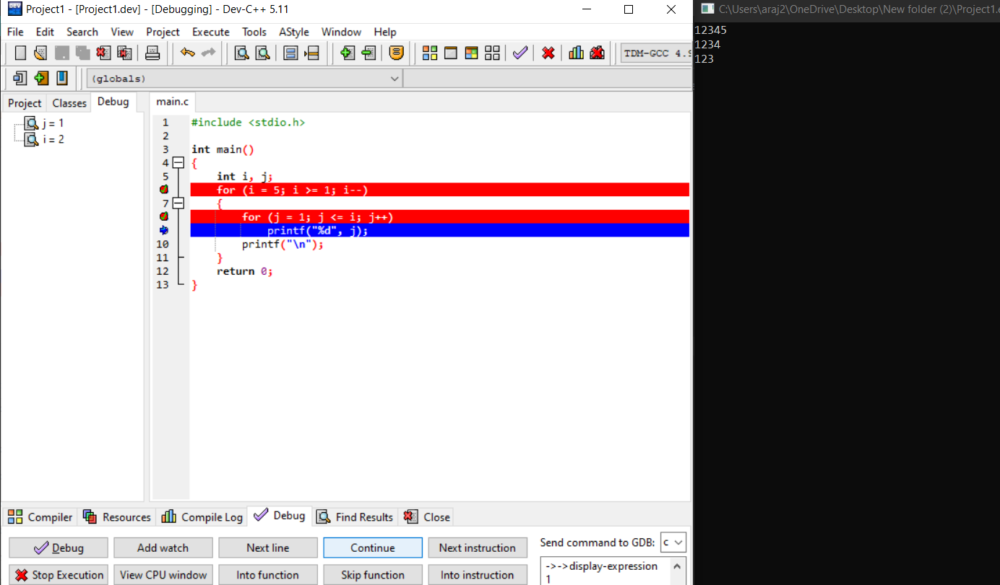 Project1 - [Project1.dev] - [Debugging] - Dev-C++ 5.11
File Edit Search View Project Execute Tools AStyle Window Help
TDM-GCC 4.9
(globals)
Project Classes Debug
j = 1
i = 2
main.c
1 #include <stdio.h>
2
3 int main()
4 {
5 int i, j;
for (i = 5; i >= 1; i--)
7 {
for (j = 1; j <= i; j++)
printf("%d", j);
10 printf("\n");
11 }
12 return 0;
13 }
Compiler Resources Compile Log Debug Find Results Close
Debug Add watch Next line Continue Next instruction
Stop Execution View CPU window Into function Skip function Into instruction
Send command to GDB: c
->->display-expression
1
C:\Users\araj2\OneDrive\Desktop\New folder (2)\Project1.e
12345
1234
123